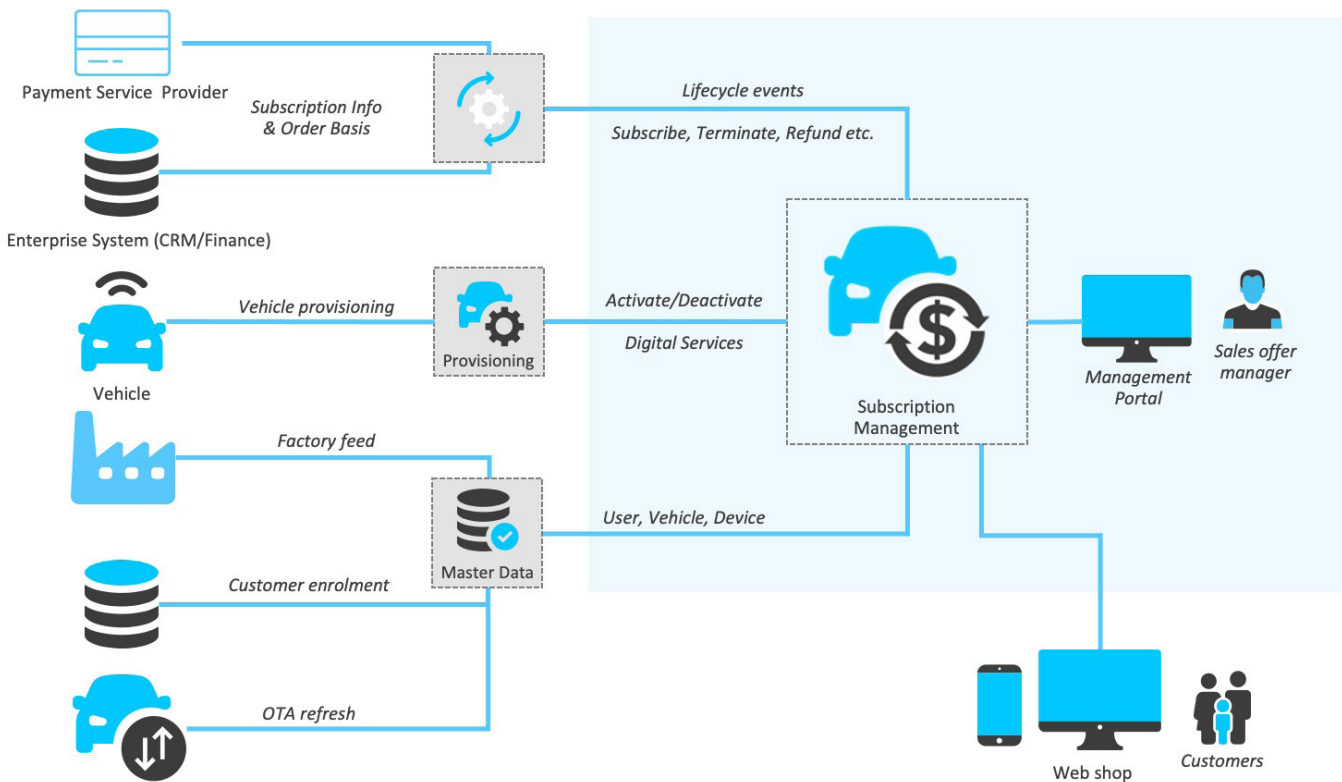 Payment Service Provider
Subscription Info
& Order Basis
Lifecycle events
Subscribe, Terminate, Refund etc.
Enterprise System (CRM/Finance)
Vehicle provisioning
Provisioning
Activate/Deactivate
Digital Services
$
Subscription
Management
Management
Portal
Sales offer
manager
Vehicle
Factory feed
User, Vehicle, Device
Master Data
Customer enrolment
OTA refresh
Web shop
Customers